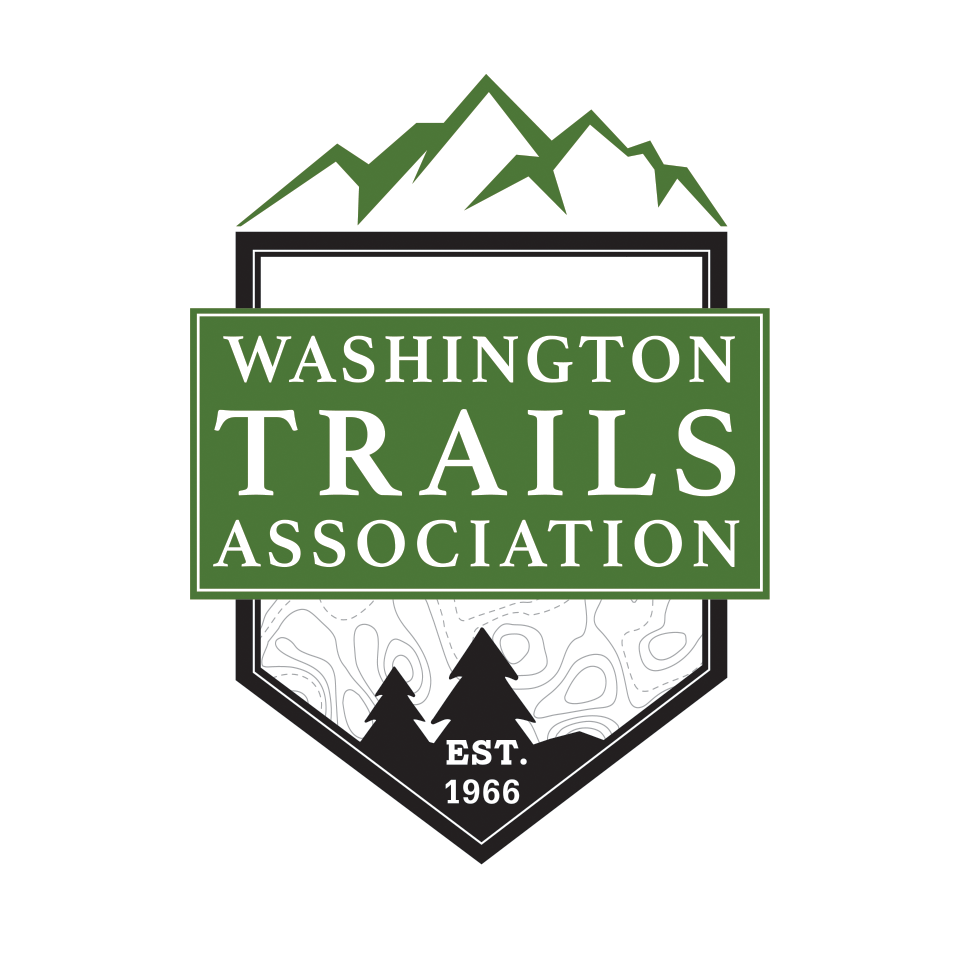 WASHINGTON
TRAILS
ASSOCIATION
EST.
1966